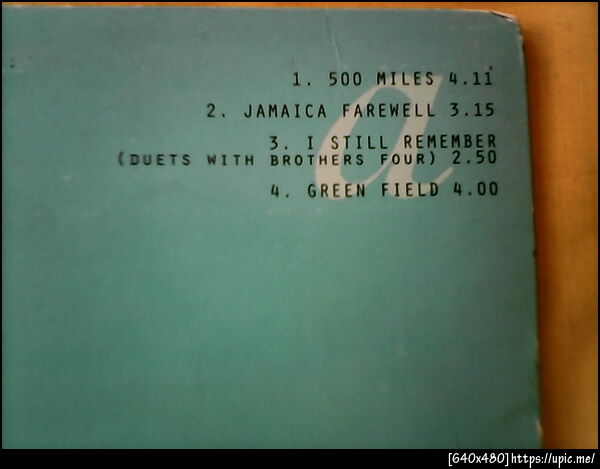 a
1. 500 MILES 4.11
2. JAMAICA FAREWELL 3.15
3. I STILL REMEMBER
(DUETS WITH BROTHERS FOUR) 2.50
4. GREEN FIELD 4.00
[640x480]https://upic.me/